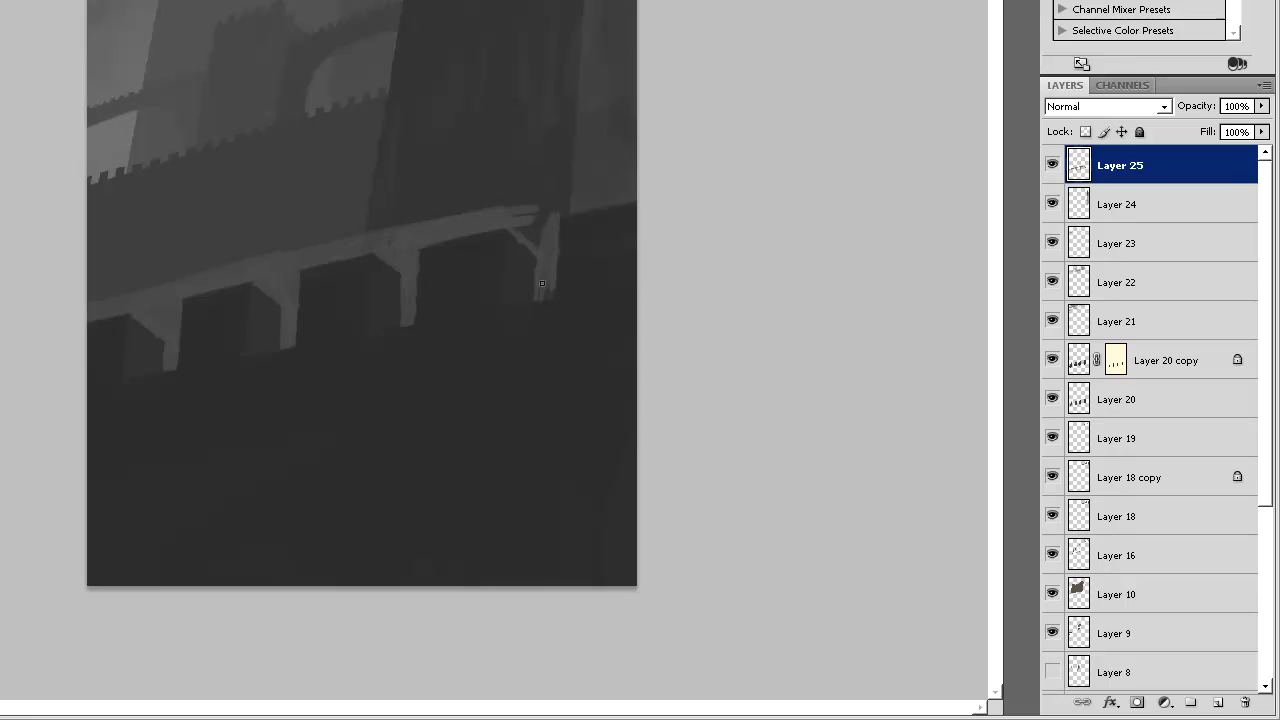 Channel Mixer Presets
Selective Color Presets
LAYERS CHANNELS
Normal Opacity: 100%
Lock: Fill: 100%
Layer 25
Layer 24
Layer 23
Layer 22
Layer 21
Layer 20 copy
Layer 20
Layer 19
Layer 18 copy
Layer 18
Layer 16
Layer 10
Layer 9
Layer 8
fx